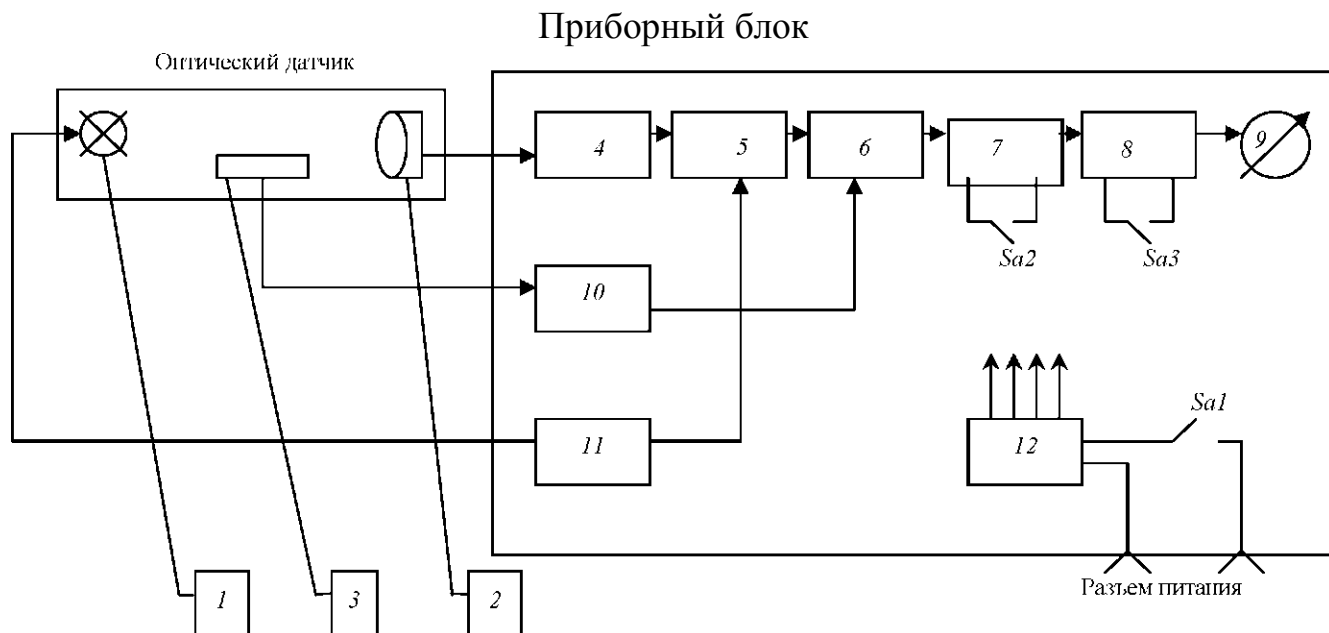 Приборный блок
Оптический датчик
4 5 6 7 8 9
Sa2 Sa3
10
Sa1
11 12
1 3 2
Разъем питания